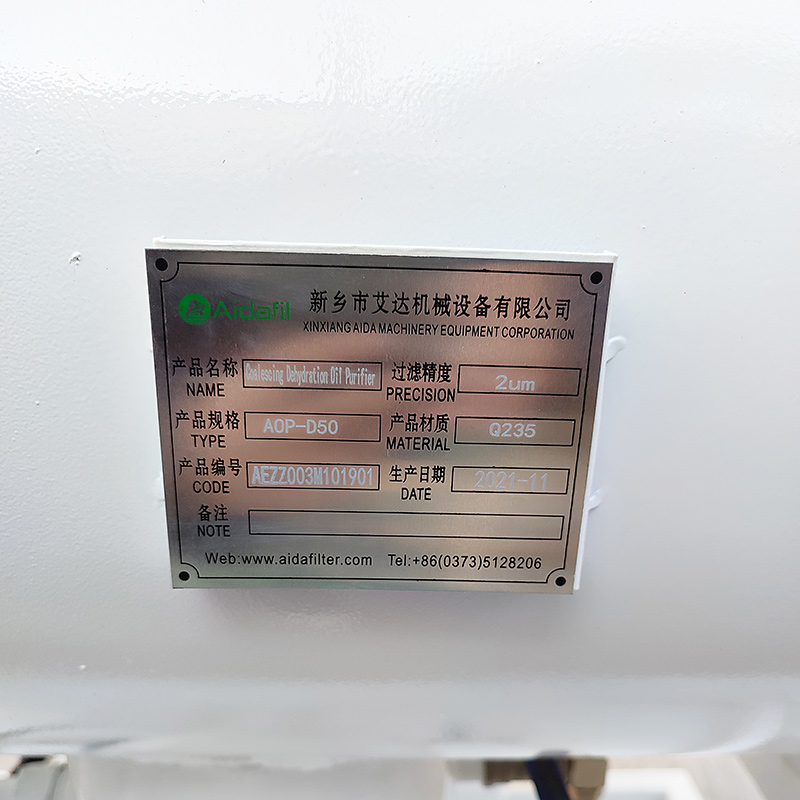 Aidafil 新乡市艾达机械设备有限公司
XINXIANG AIDA MACHINERY EQUIPMENT CORPORATION
产品名称 Coalescing Dehydration Oil Purifier 过滤精度 2um
NAME PRECISION
产品规格 AOP-D50 产品材质 Q235
TYPE MATERIAL
产品编号 AEZZ003M101901 生产日期 2021-11
CODE DATE
备注
NOTE
Web:www.aidafilter.com Tel:+86(0373)5128206